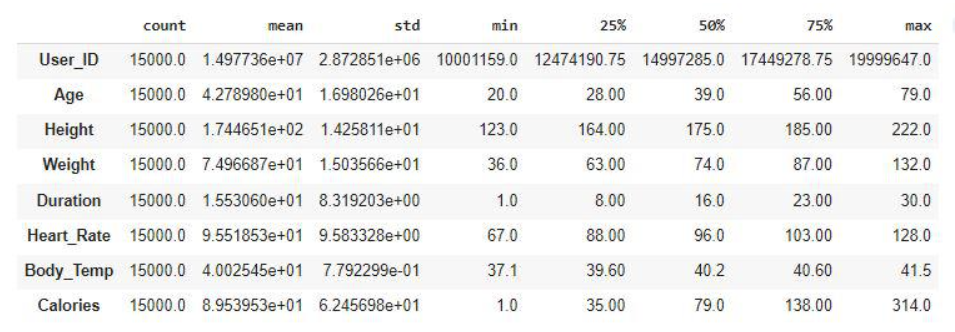 count mean std min 25% 50% 75% max
User_ID 15000.0 1.497736e+07 2.872851e+06 10001159.0 12474190.75 14997285.0 17449278.75 19999647.0
Age 15000.0 4.278980e+01 1.698026e+01 20.0 28.00 39.0 56.00 79.0
Height 15000.0 1.744651e+02 1.425811e+01 123.0 164.00 175.0 185.00 222.0
Weight 15000.0 7.496687e+01 1.503566e+01 36.0 63.00 74.0 87.00 132.0
Duration 15000.0 1.553060e+01 8.319203e+00 1.0 8.00 16.0 23.00 30.0
Heart_Rate 15000.0 9.551853e+01 9.583328e+00 67.0 88.00 96.0 103.00 128.0
Body_Temp 15000.0 4.002545e+01 7.792299e-01 37.1 39.60 40.2 40.60 41.5
Calories 15000.0 8.953953e+01 6.245698e+01 1.0 35.00 79.0 138.00 314.0